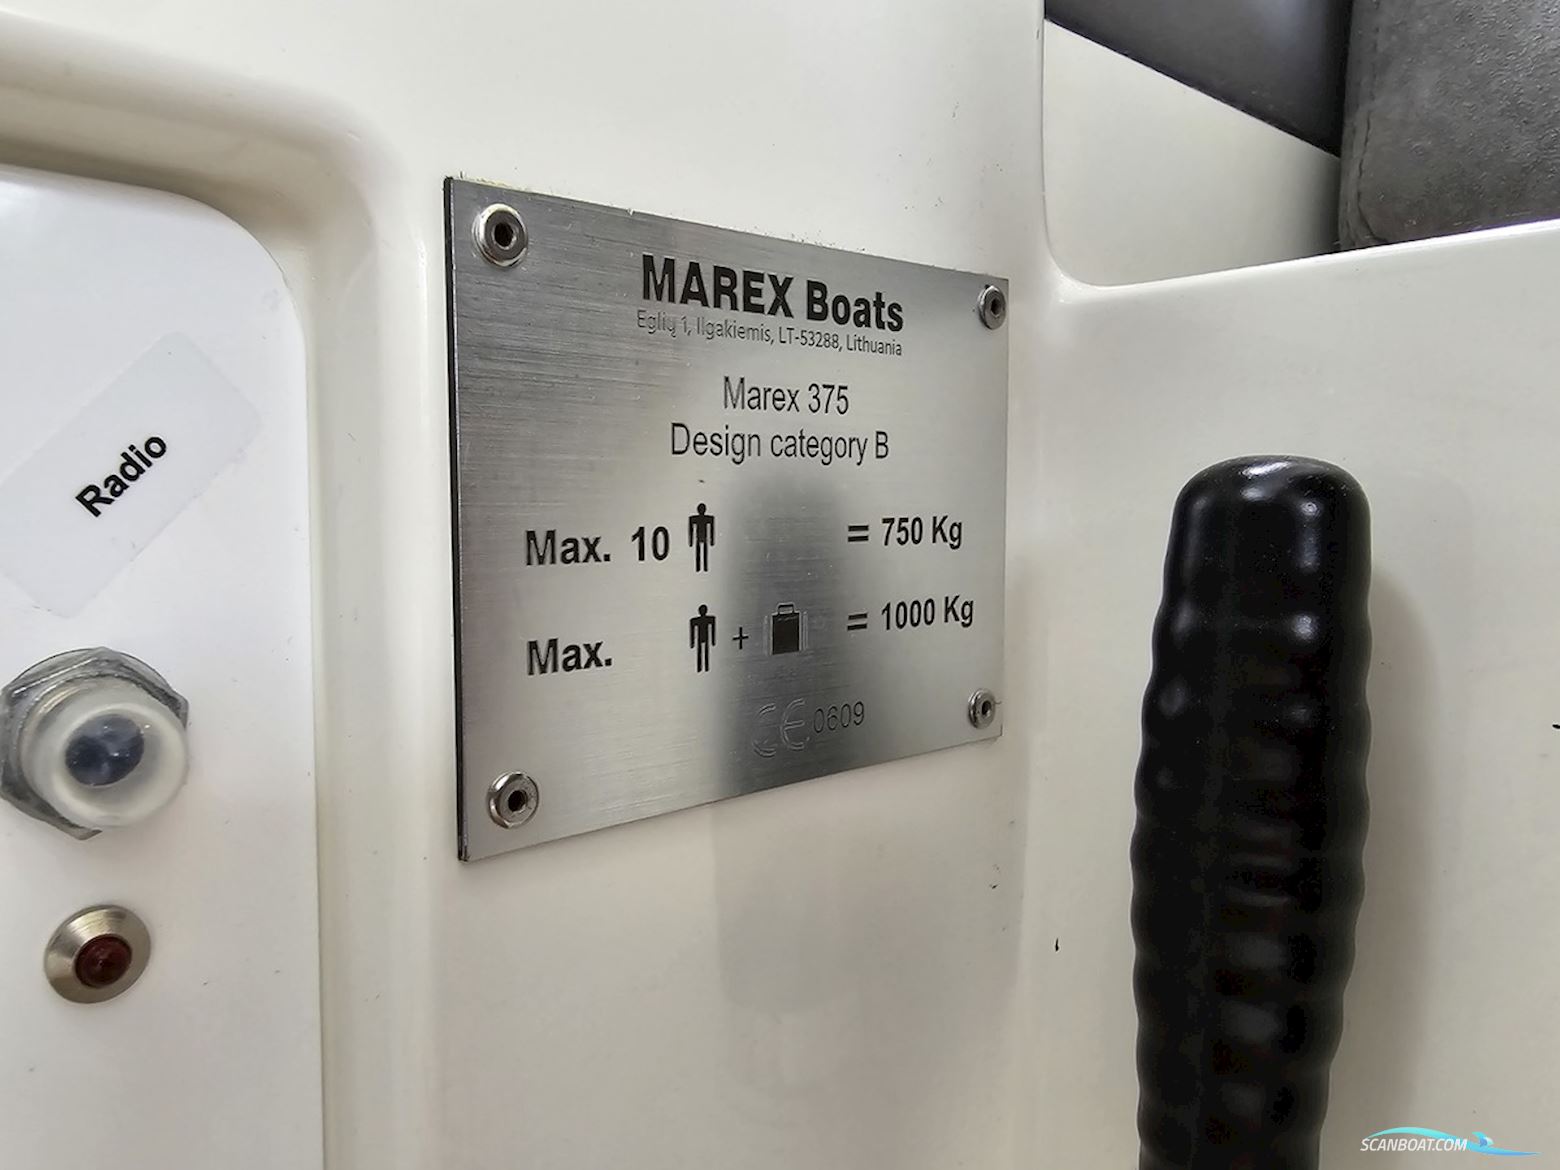 MAREX Boats
Eglių 1, Ilgakiemis, LT-53288, Lithuania
Marex 375
Design category B
Max. 10 = 750 Kg
Max. + = 1000 Kg
CE 0609
Radio
SCANBOAT.COM